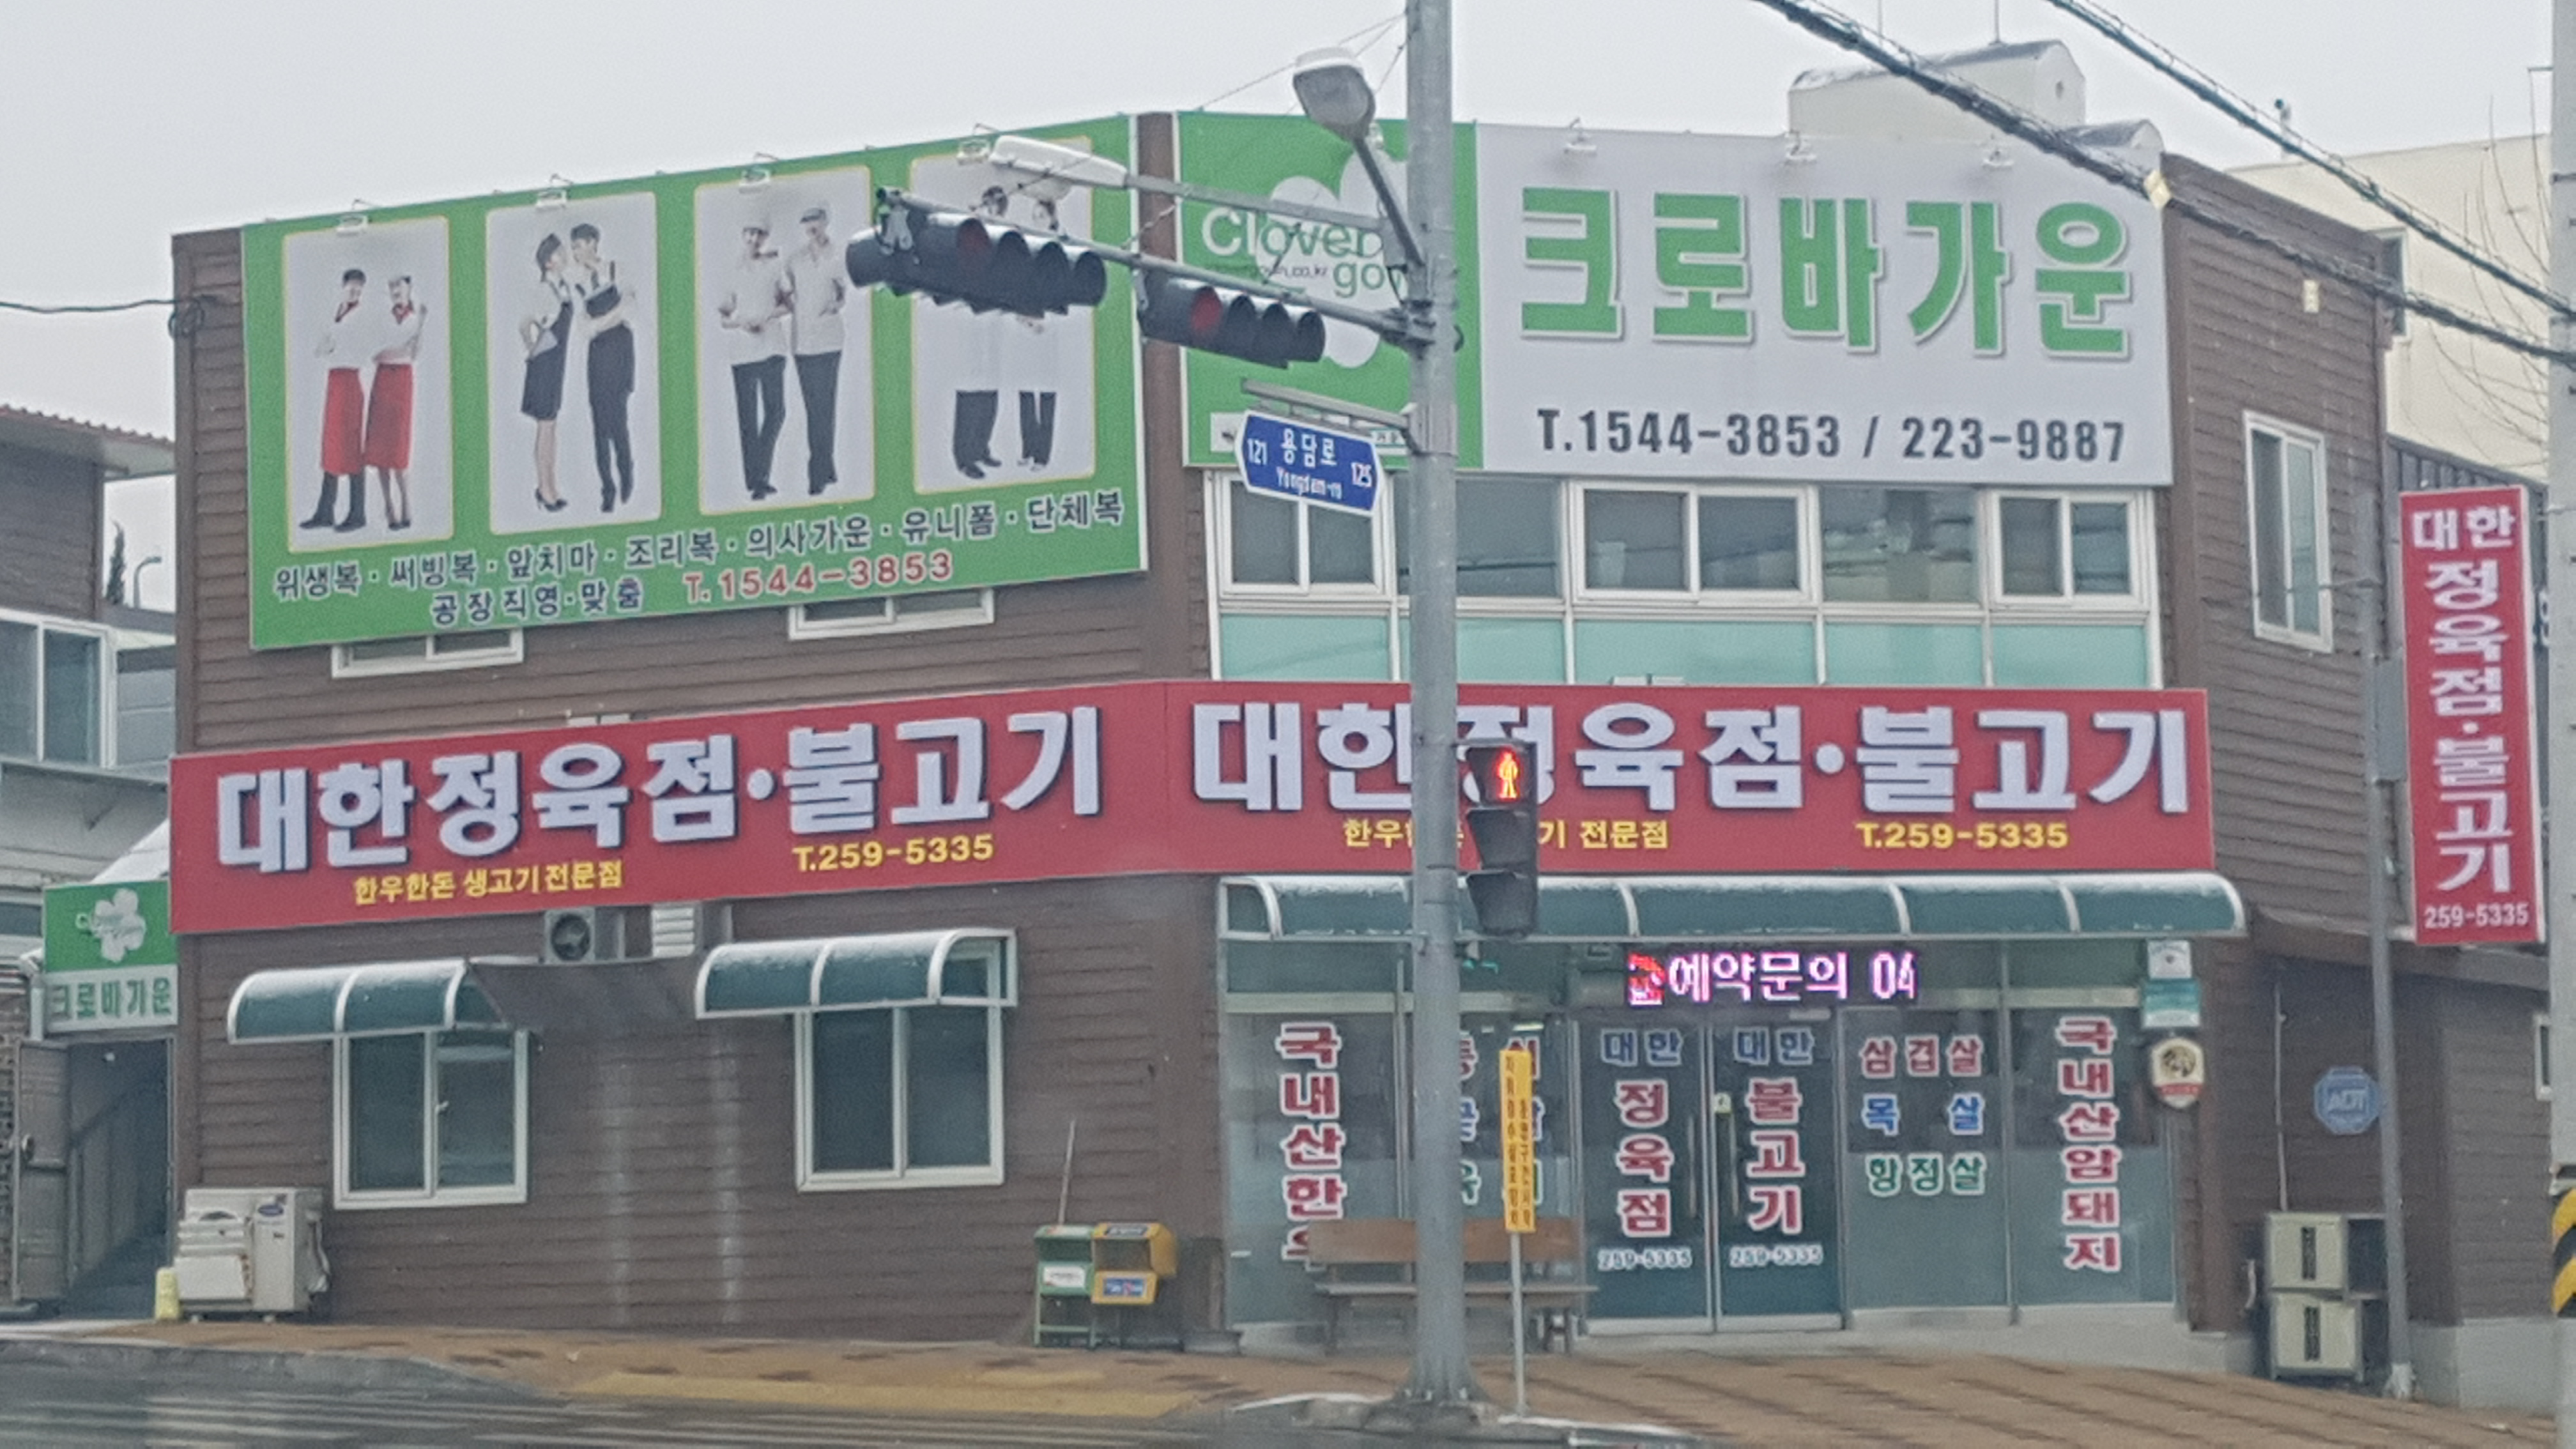 위생복·써빙복·앞치마·조리복·의사가운·유니폼·단체복
공장직영·맞춤 T.1544-3853
clover
크로바가운
T.1544-3853 / 223-9887
121 용담로 125
Yongdam-ro
대한정육점·불고기
한우한돈 생고기 전문점 T.259-5335
대한정육점·불고기
기 전문점 T.259-5335
대한
정육점·불고기
259-5335
크로바가운
예약문의 04
국내산한
대한
정육점
259-5335
대한
불고기
259-5335
삼겹살
목살
항정살
국내산암돼지
ADT